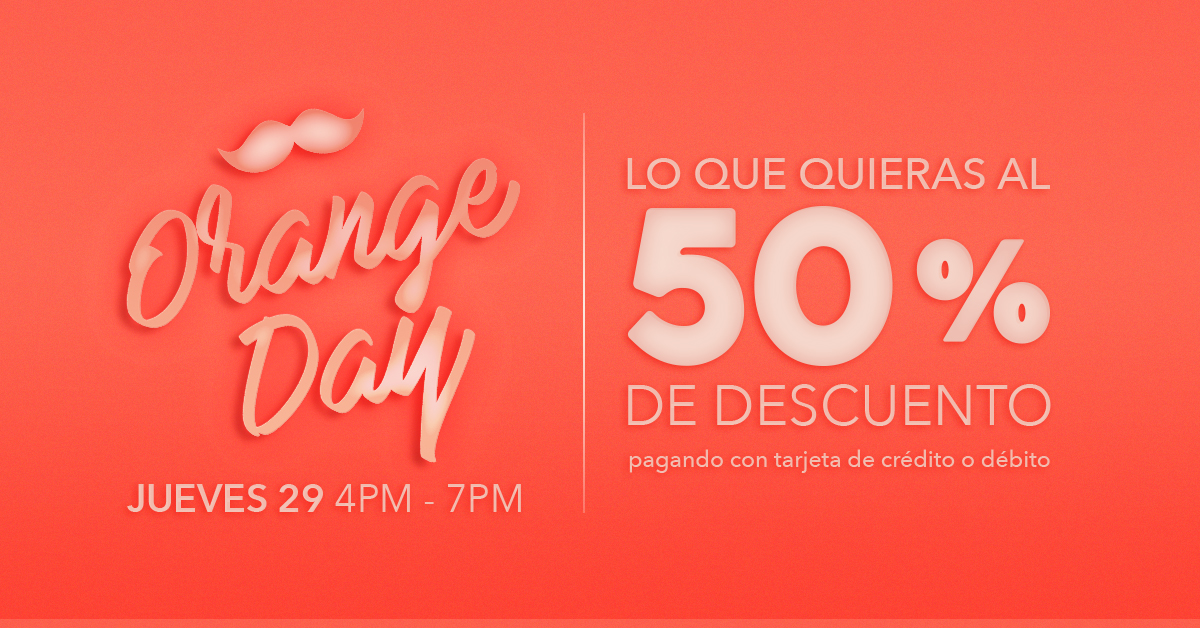 Orange
Day
JUEVES 29 4PM - 7PM
LO QUE QUIERAS AL
50%
DE DESCUENTO
pagando con tarjeta de crédito o débito